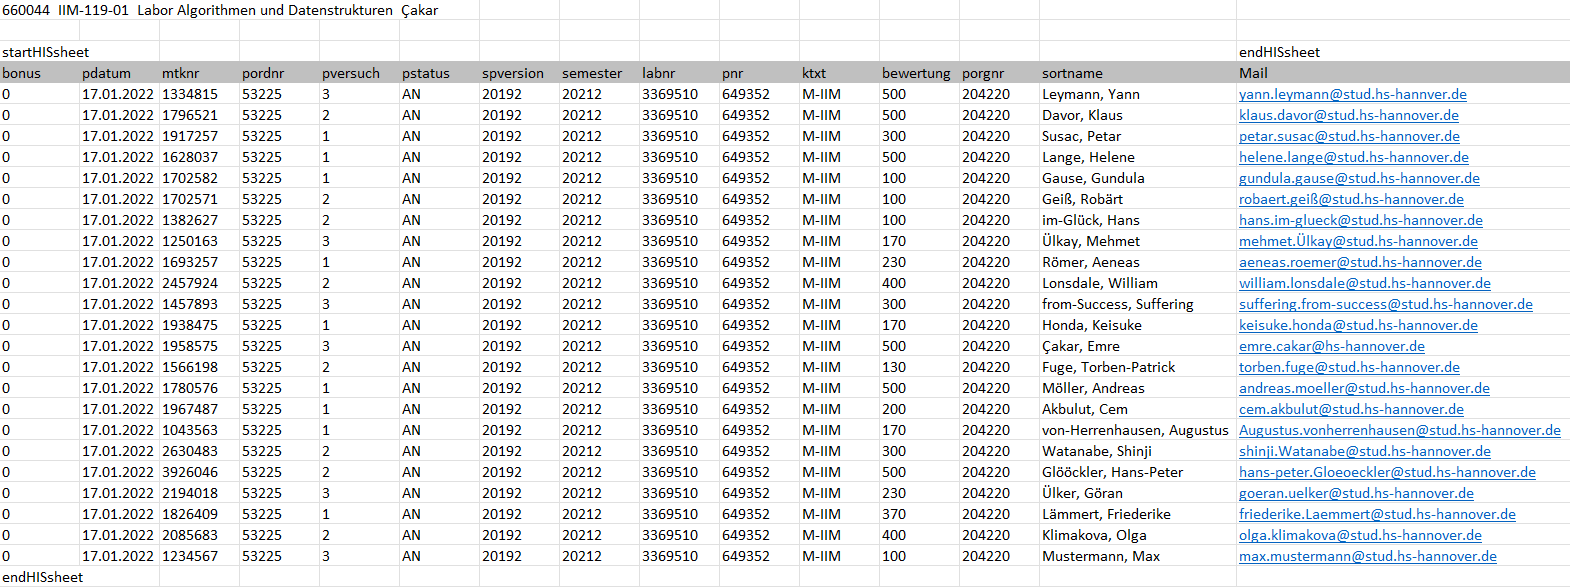 660044 IIM-119-01 Labor Algorithmen und Datenstrukturen Çakar
startHISsheet endHISsheet
bonus pdatum mtknr pordnr pversuch pstatus spversion semester labnr pnr ktxt bewertung porgnr sortname Mail
0 17.01.2022 1334815 53225 3 AN 20192 20212 3369510 649352 M-IIM 500 204220 Leymann, Yann yann.leymann@stud.hs-hannver.de
0 17.01.2022 1796521 53225 2 AN 20192 20212 3369510 649352 M-IIM 500 204220 Davor, Klaus klaus.davor@stud.hs-hannover.de
0 17.01.2022 1917257 53225 1 AN 20192 20212 3369510 649352 M-IIM 300 204220 Susac, Petar petar.susac@stud.hs-hannover.de
0 17.01.2022 1628037 53225 1 AN 20192 20212 3369510 649352 M-IIM 500 204220 Lange, Helene helene.lange@stud.hs-hannover.de
0 17.01.2022 1702582 53225 1 AN 20192 20212 3369510 649352 M-IIM 100 204220 Gause, Gundula gundula.gause@stud.hs-hannover.de
0 17.01.2022 1702571 53225 2 AN 20192 20212 3369510 649352 M-IIM 100 204220 Geiß, Robärt robaert.geiß@stud.hs-hannover.de
0 17.01.2022 1382627 53225 2 AN 20192 20212 3369510 649352 M-IIM 100 204220 im-Glück, Hans hans.im-glueck@stud.hs-hannover.de
0 17.01.2022 1250163 53225 3 AN 20192 20212 3369510 649352 M-IIM 170 204220 Ülkay, Mehmet mehmet.Ülkay@stud.hs-hannover.de
0 17.01.2022 1693257 53225 1 AN 20192 20212 3369510 649352 M-IIM 230 204220 Römer, Aeneas aeneas.roemer@stud.hs-hannover.de
0 17.01.2022 2457924 53225 2 AN 20192 20212 3369510 649352 M-IIM 400 204220 Lonsdale, William william.lonsdale@stud.hs-hannover.de
0 17.01.2022 1457893 53225 3 AN 20192 20212 3369510 649352 M-IIM 300 204220 from-Success, Suffering suffering.from-success@stud.hs-hannover.de
0 17.01.2022 1938475 53225 1 AN 20192 20212 3369510 649352 M-IIM 170 204220 Honda, Keisuke keisuke.honda@stud.hs-hannover.de
0 17.01.2022 1958575 53225 3 AN 20192 20212 3369510 649352 M-IIM 500 204220 Çakar, Emre emre.cakar@hs-hannover.de
0 17.01.2022 1566198 53225 2 AN 20192 20212 3369510 649352 M-IIM 130 204220 Fuge, Torben-Patrick torben.fuge@stud.hs-hannover.de
0 17.01.2022 1780576 53225 1 AN 20192 20212 3369510 649352 M-IIM 500 204220 Möller, Andreas andreas.moeller@stud.hs-hannover.de
0 17.01.2022 1967487 53225 1 AN 20192 20212 3369510 649352 M-IIM 200 204220 Akbulut, Cem cem.akbulut@stud.hs-hannover.de
0 17.01.2022 1043563 53225 1 AN 20192 20212 3369510 649352 M-IIM 170 204220 von-Herrenhausen, Augustus Augustus.vonherrenhausen@stud.hs-hannover.de
0 17.01.2022 2630483 53225 2 AN 20192 20212 3369510 649352 M-IIM 300 204220 Watanabe, Shinji shinji.Watanabe@stud.hs-hannover.de
0 17.01.2022 3926046 53225 2 AN 20192 20212 3369510 649352 M-IIM 500 204220 Glööckler, Hans-Peter hans-peter.Gloeoeckler@stud.hs-hannover.de
0 17.01.2022 2194018 53225 3 AN 20192 20212 3369510 649352 M-IIM 230 204220 Ülker, Göran goeran.uelker@stud.hs-hannover.de
0 17.01.2022 1826409 53225 1 AN 20192 20212 3369510 649352 M-IIM 370 204220 Lämmert, Friederike friederike.Laemmert@stud.hs-hannover.de
0 17.01.2022 2085683 53225 2 AN 20192 20212 3369510 649352 M-IIM 400 204220 Klimakova, Olga olga.klimakova@stud.hs-hannover.de
0 17.01.2022 1234567 53225 3 AN 20192 20212 3369510 649352 M-IIM 100 204220 Mustermann, Max max.mustermann@stud.hs-hannover.de
endHISsheet